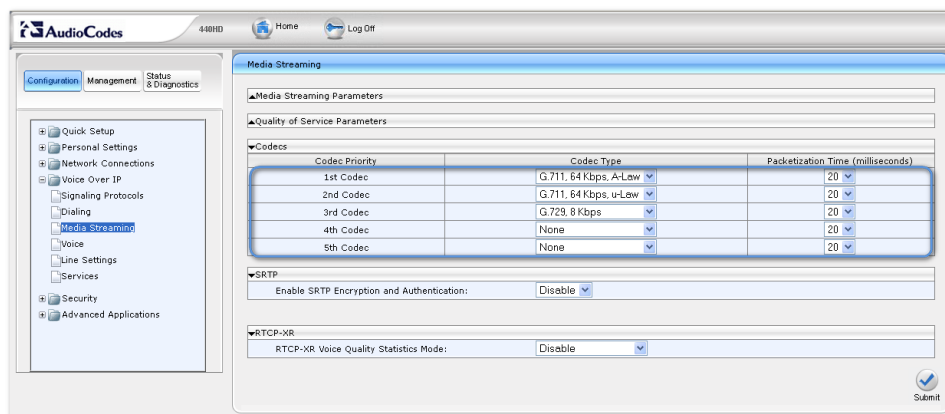 AudioCodes
440HD
Home
Log Off
Configuration
Management
Status
& Diagnostics
Quick Setup
Personal Settings
Network Connections
Voice Over IP
Signaling Protocols
Dialing
Media Streaming
Voice
Line Settings
Services
Security
Advanced Applications
Media Streaming
Media Streaming Parameters
Quality of Service Parameters
Codecs
Codec Priority Codec Type Packetization Time (milliseconds)
1st Codec G.711, 64 Kbps, A-Law 20
2nd Codec G.711, 64 Kbps, u-Law 20
3rd Codec G.729, 8 Kbps 20
4th Codec None 20
5th Codec None 20
SRTP
Enable SRTP Encryption and Authentication: Disable
RTCP-XR
RTCP-XR Voice Quality Statistics Mode: Disable
Submit